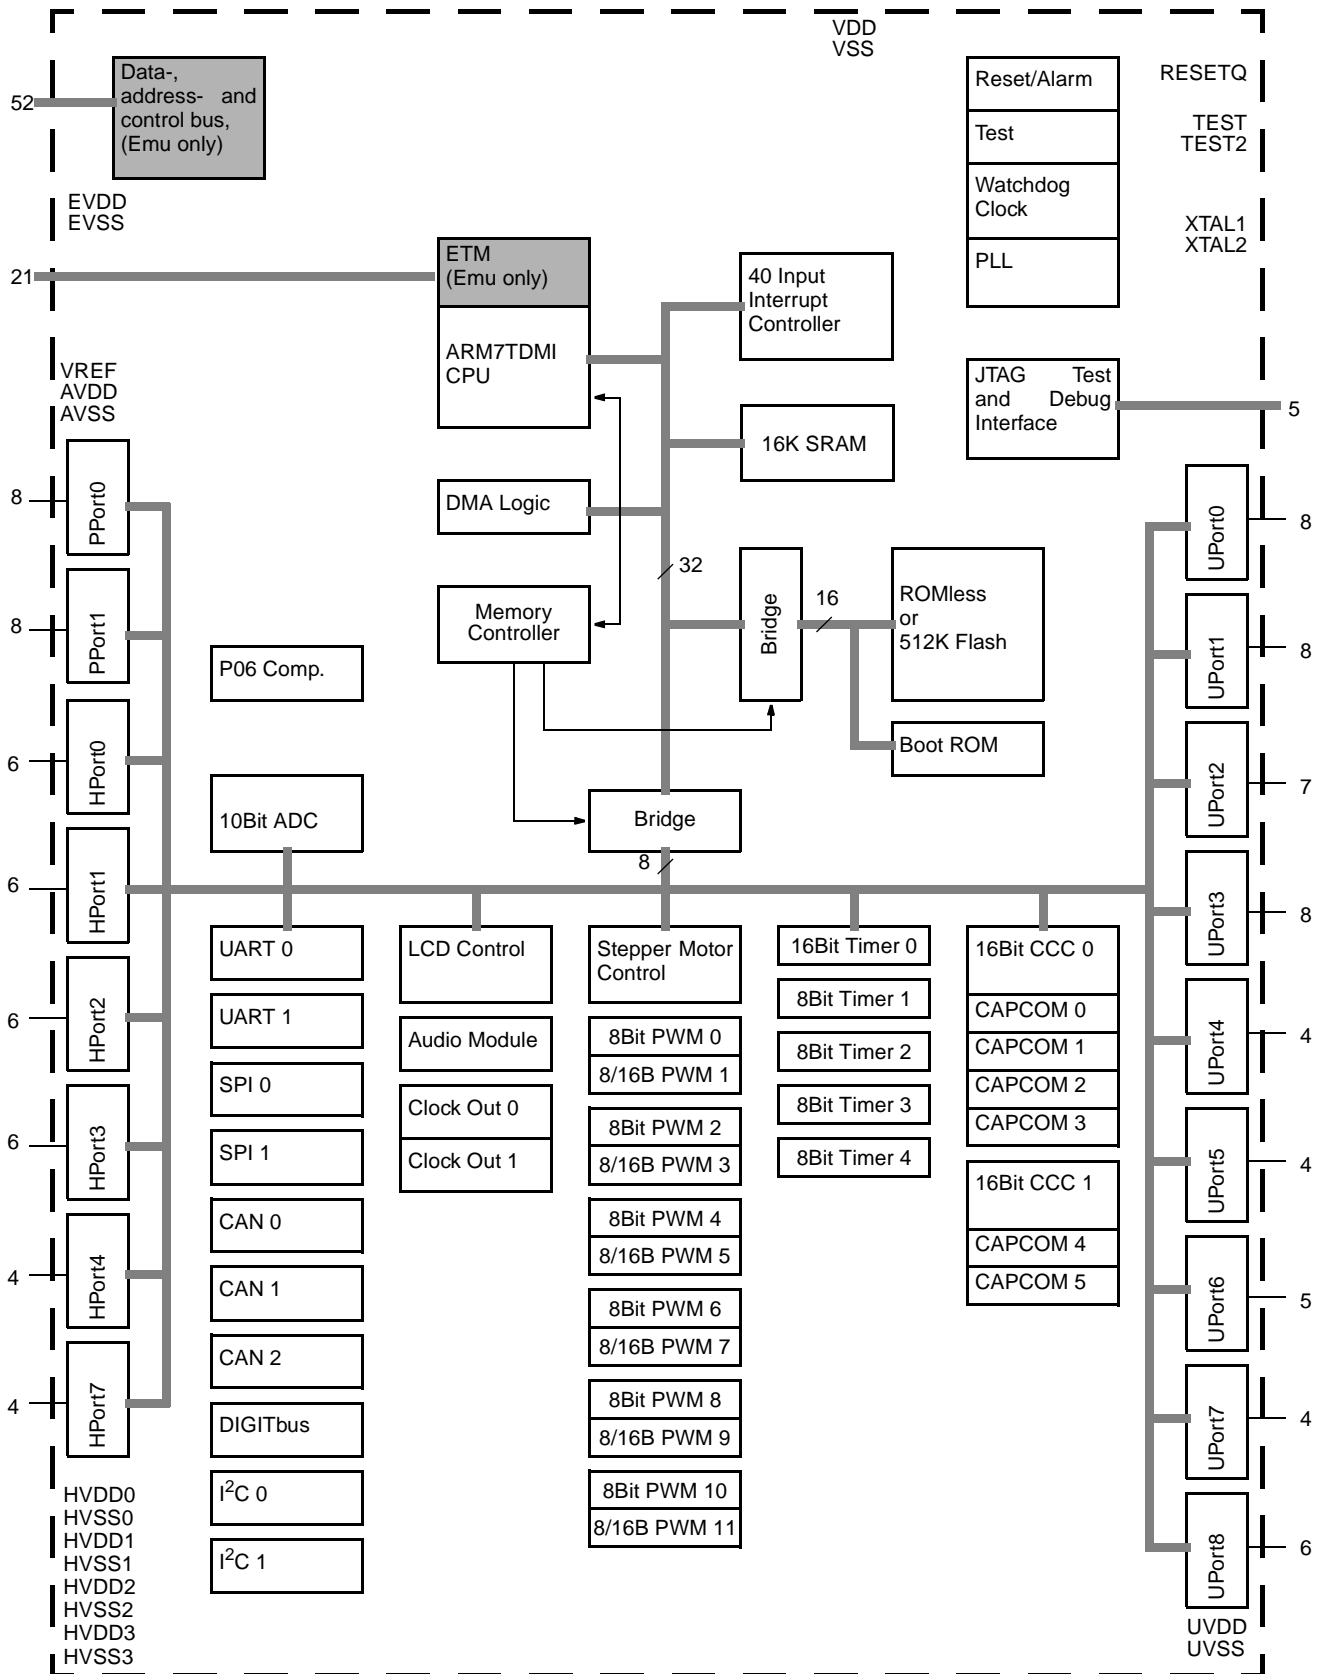 VDD
VSS
Data-,
address- and
control bus,
(Emu only)
52
EVDD
EVSS
21
ETM
(Emu only)
ARM7TDMI
CPU
40 Input
Interrupt
Controller
Reset/Alarm
Test
Watchdog
Clock
PLL
RESETQ
TEST
TEST2
XTAL1
XTAL2
JTAG Test
and Debug
Interface
5
VREF
AVDD
AVSS
16K SRAM
DMA Logic
32
Memory
Controller
Bridge
16
ROMless
or
512K Flash
Boot ROM
Bridge
8
P06 Comp.
10Bit ADC
8
PPort0
8
PPort1
6
HPort0
6
HPort1
6
HPort2
6
HPort3
4
HPort4
4
HPort7
HVDD0
HVSS0
HVDD1
HVSS1
HVDD2
HVSS2
HVDD3
HVSS3
UART 0
UART 1
SPI 0
SPI 1
CAN 0
CAN 1
CAN 2
DIGITbus
I2C 0
I2C 1
LCD Control
Audio Module
Clock Out 0
Clock Out 1
Stepper Motor
Control
8Bit PWM 0
8/16B PWM 1
8Bit PWM 2
8/16B PWM 3
8Bit PWM 4
8/16B PWM 5
8Bit PWM 6
8/16B PWM 7
8Bit PWM 8
8/16B PWM 9
8Bit PWM 10
8/16B PWM 11
16Bit Timer 0
8Bit Timer 1
8Bit Timer 2
8Bit Timer 3
8Bit Timer 4
16Bit CCC 0
CAPCOM 0
CAPCOM 1
CAPCOM 2
CAPCOM 3
16Bit CCC 1
CAPCOM 4
CAPCOM 5
UPort0
8
UPort1
8
UPort2
7
UPort3
8
UPort4
4
UPort5
4
UPort6
5
UPort7
4
UPort8
6
UVDD
UVSS